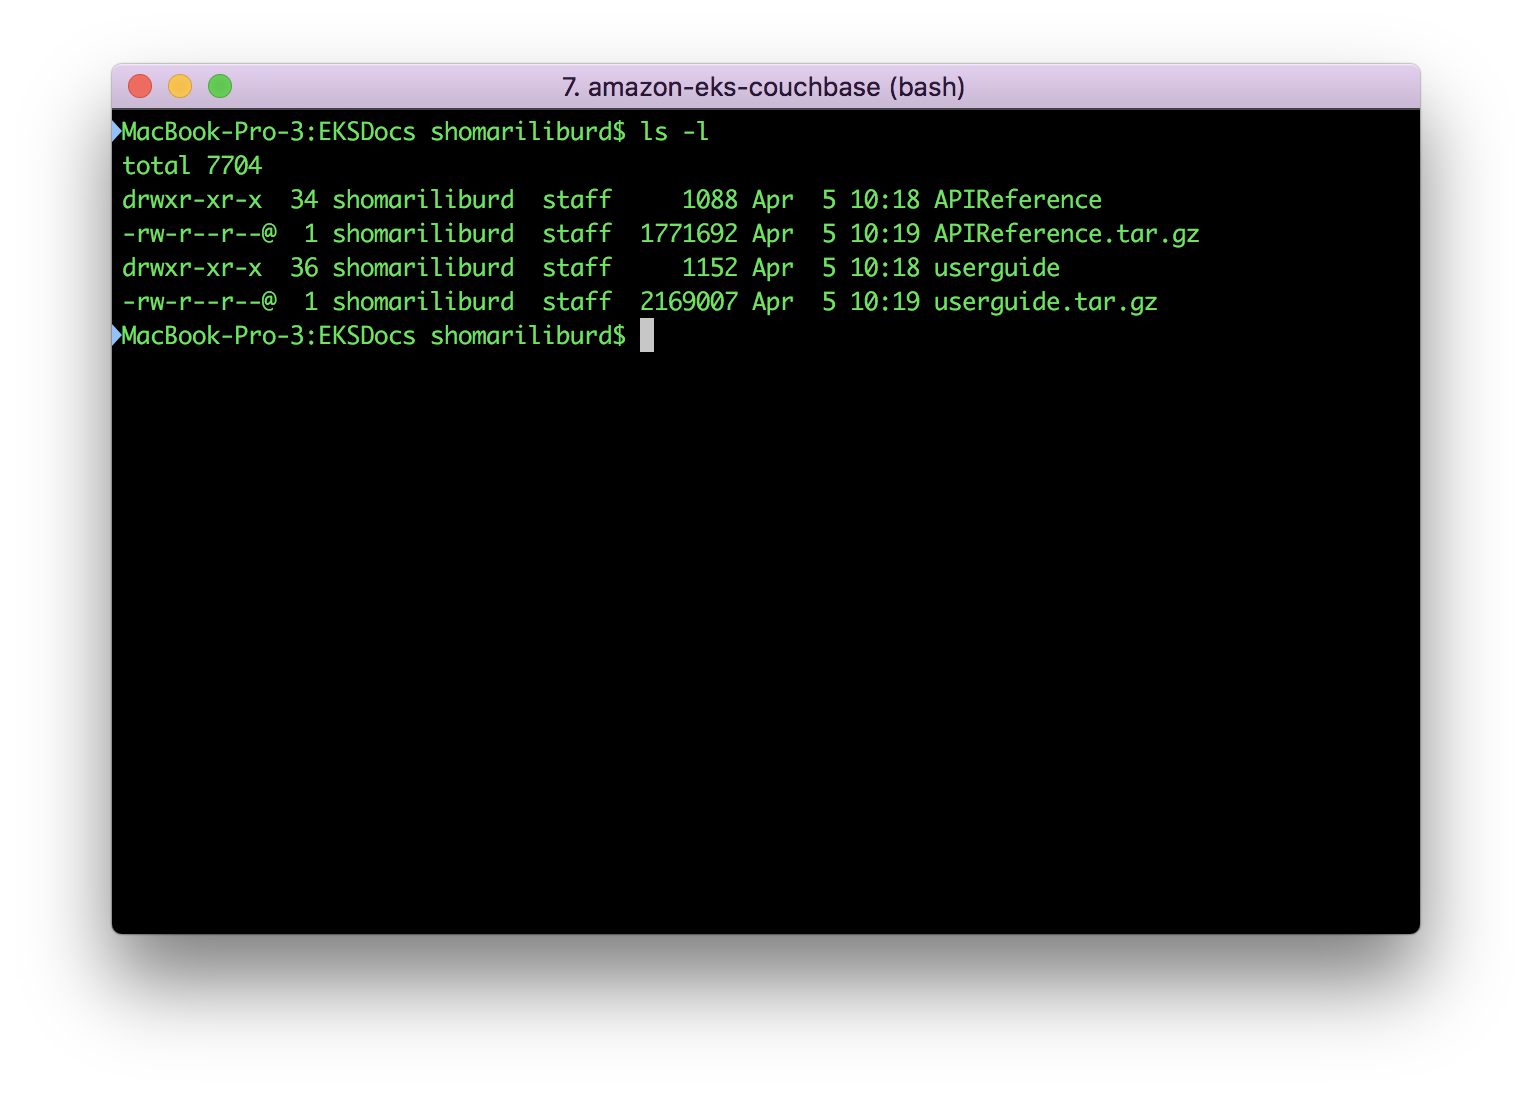 7. amazon-eks-couchbase (bash)
MacBook-Pro-3:EKSDocs shomariliburd$ ls -l
total 7704
drwxr-xr-x  34 shomariliburd  staff     1088 Apr  5 10:18 APIReference
-rw-r--r--@  1 shomariliburd  staff  1771692 Apr  5 10:19 APIReference.tar.gz
drwxr-xr-x  36 shomariliburd  staff     1152 Apr  5 10:18 userguide
-rw-r--r--@  1 shomariliburd  staff  2169007 Apr  5 10:19 userguide.tar.gz
MacBook-Pro-3:EKSDocs shomariliburd$